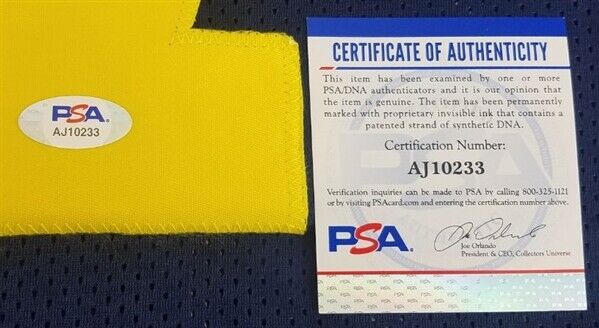 PSA
AJ10233
CERTIFICATE OF AUTHENTICITY
This item has been examined by one or more
PSA/DNA authenticators and it is our opinion that
the item is genuine. The item has been permanently
marked with proprietary invisible ink that contains a
patented strand of synthetic DNA.
Certification Number:
AJ10233
Verification inquiries can be made to PSA by calling 800-325-1121
or by visiting PSAcard.com and entering the certification number above.
PSA.
Joe Orlando
Joe Orlando
President & CEO, Collectors Universe